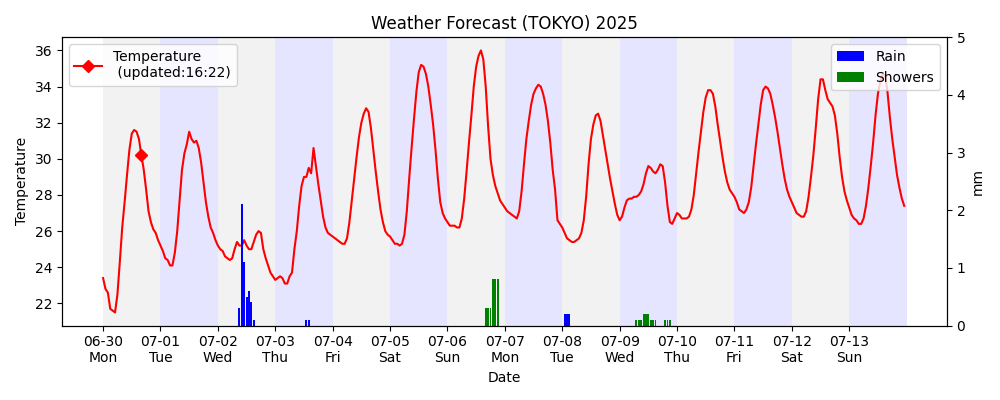 Weather Forecast (TOKYO) 2025
Temperature
(updated:16:22)
Rain
Showers
Temperature
36
34
32
30
28
26
24
22
5
4
3
2
1
0
mm
06-30 07-01 07-02 07-03 07-04 07-05 07-06 07-07 07-08 07-09 07-10 07-11 07-12 07-13
Mon Tue Wed Thu Fri Sat Sun Mon Tue Wed Thu Fri Sat Sun
Date